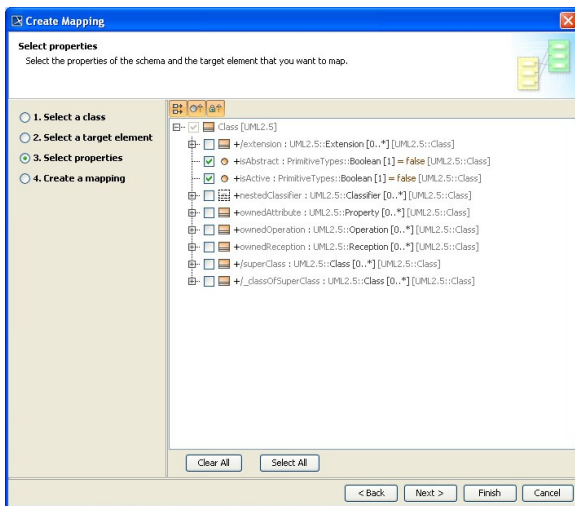 Create Mapping
Select properties
Select the properties of the schema and the target element that you want to map.
1. Select a class
2. Select a target element
3. Select properties
4. Create a mapping
Class [UML2.5]
+/extension : UML2.5::Extension [0..*] [UML2.5::Class]
+isAbstract : PrimitiveTypes::Boolean [1] = false [UML2.5::Class]
+isActive : PrimitiveTypes::Boolean [1] = false [UML2.5::Class]
+nestedClassifier : UML2.5::Classifier [0..*] [UML2.5::Class]
+ownedAttribute : UML2.5::Property [0..*] [UML2.5::Class]
+ownedOperation : UML2.5::Operation [0..*] [UML2.5::Class]
+ownedReception : UML2.5::Reception [0..*] [UML2.5::Class]
+/superClass : UML2.5::Class [0..*] [UML2.5::Class]
+/_classOfSuperClass : UML2.5::Class [0..*] [UML2.5::Class]
Clear All
Select All
< Back
Next >
Finish
Cancel